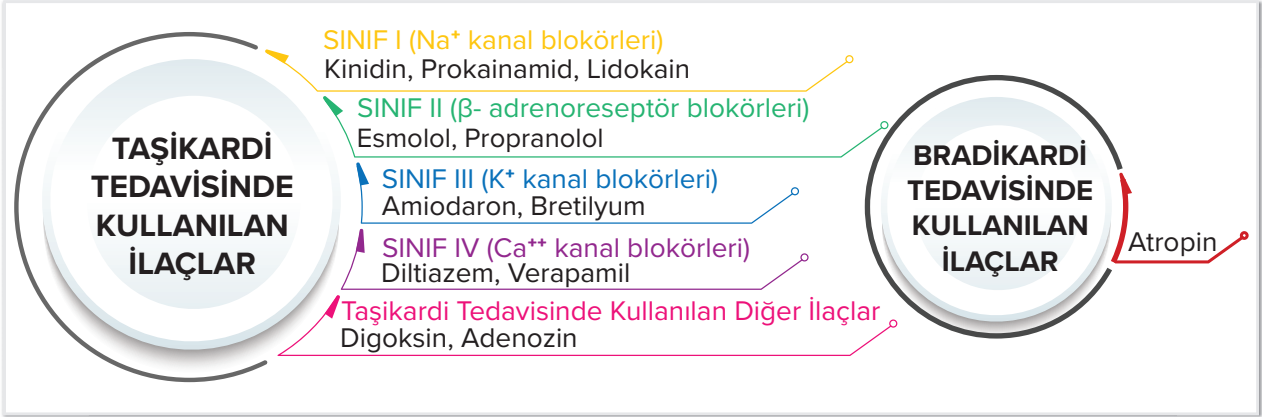 TAŞİKARDİ
TEDAVİSİNDE
KULLANILAN
İLAÇLAR
SINIF I (Na⁺ kanal blokörleri)
Kinidin, Prokainamid, Lidokain
SINIF II (β- adrenoreseptör blokörleri)
Esmolol, Propranolol
SINIF III (K⁺ kanal blokörleri)
Amiodaron, Bretilyum
SINIF IV (Ca⁺⁺ kanal blokörleri)
Diltiazem, Verapamil
Taşikardi Tedavisinde Kullanılan Diğer İlaçlar
Digoksin, Adenozin
BRADİKARDİ
TEDAVİSİNDE
KULLANILAN
İLAÇLAR
Atropin